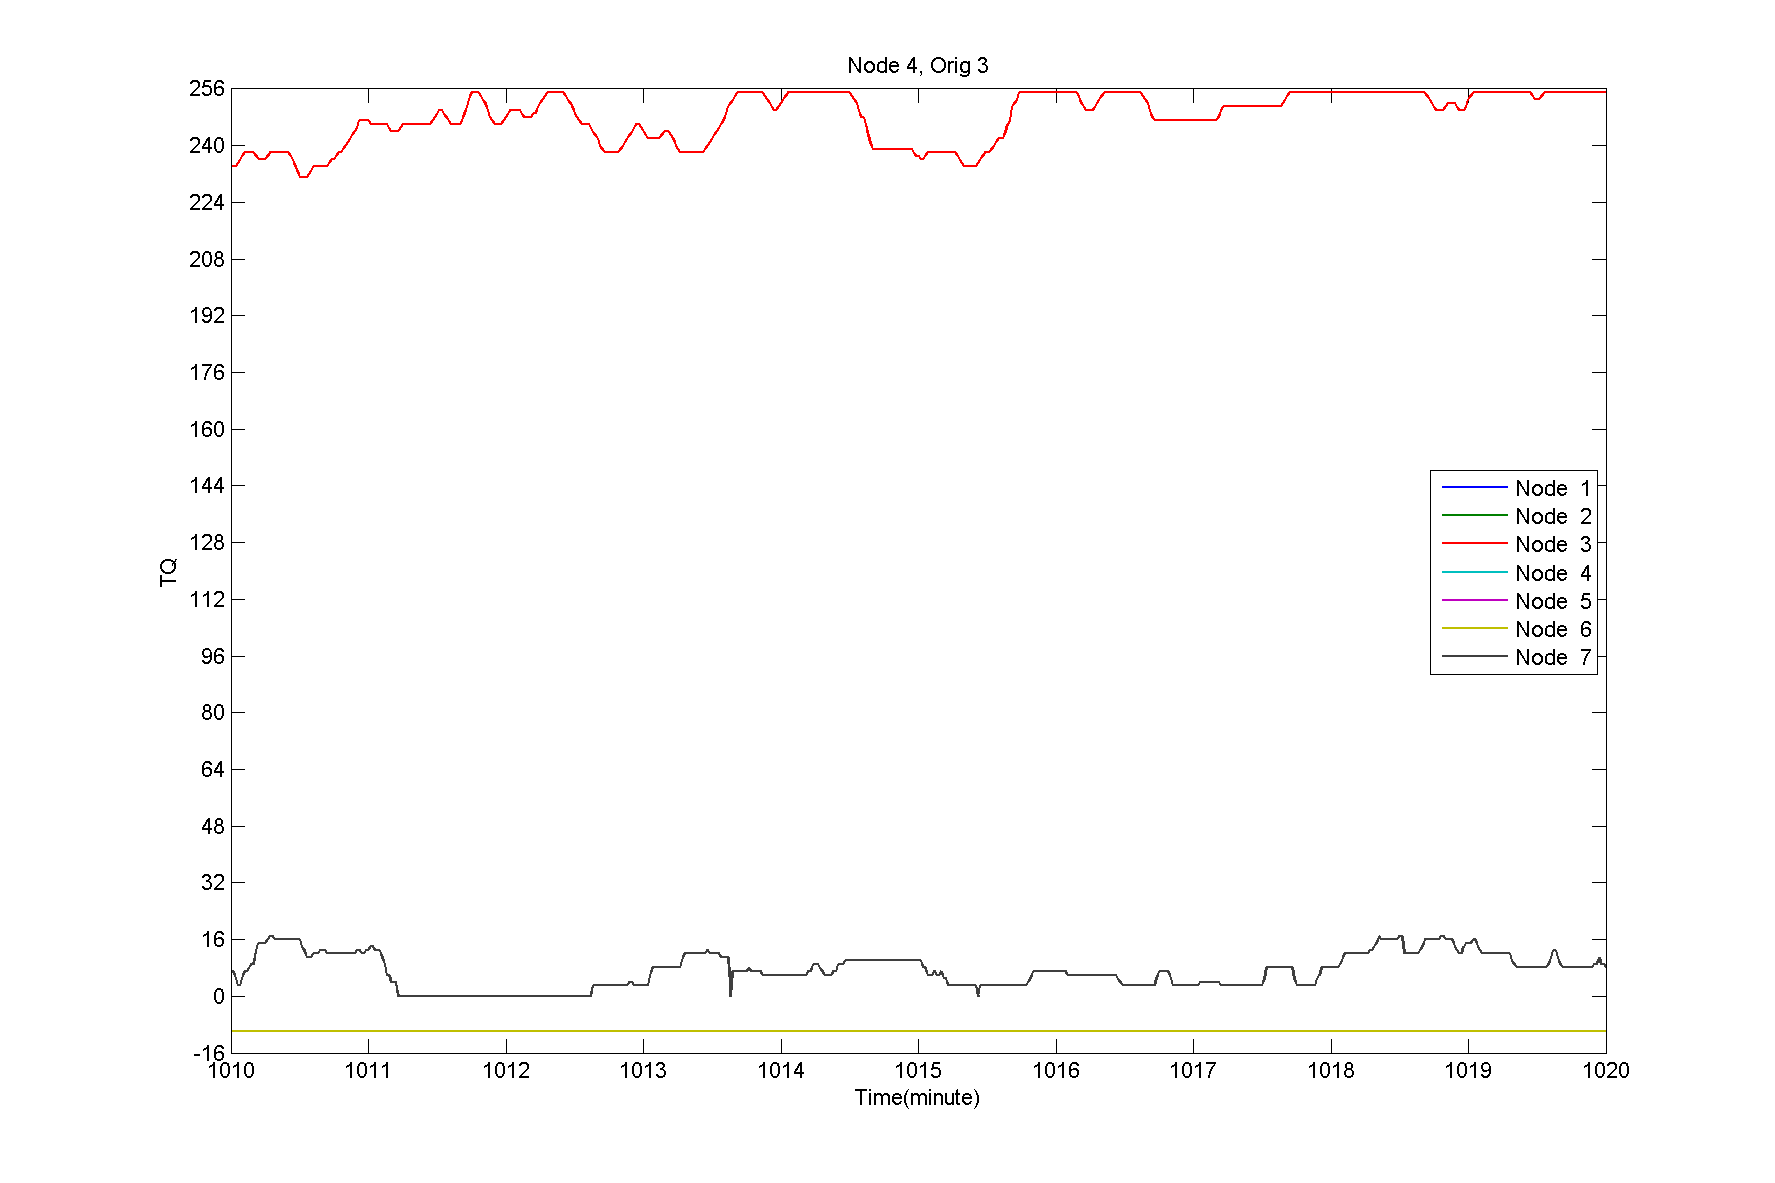 Node 4, Orig 3
256
240
224
208
192
176
160
144
128
112
96
80
64
48
32
16
0
-16
TQ
Node 1
Node 2
Node 3
Node 4
Node 5
Node 6
Node 7
1010 1011 1012 1013 1014 1015 1016 1017 1018 1019 1020
Time(minute)